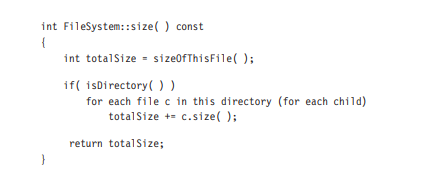 int FileSystem::size( ) const
{
    int totalSize = sizeOfThisFile( );
    if( isDirectory( ) )
        for each file c in this directory (for each child)
            totalSize += c.size( );
    return totalSize;
}